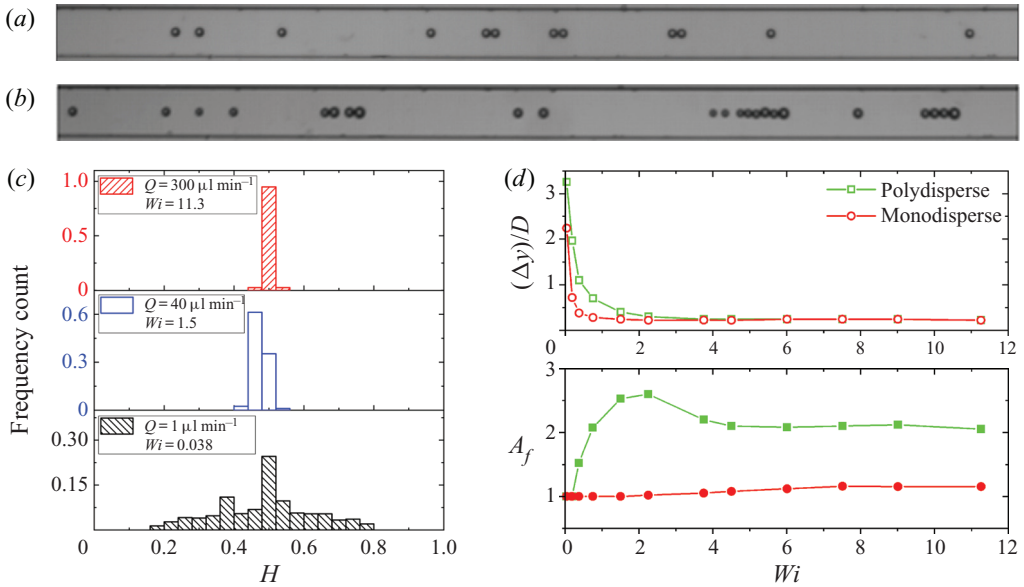 (a)
(b)
(c)
Frequency count
1.0
0.5
0
Q = 300 μl min⁻¹
Wi = 11.3
0.6
0.3
0
Q = 40 μl min⁻¹
Wi = 1.5
0.30
0.15
Q = 1 μl min⁻¹
Wi = 0.038
0 0.2 0.4 0.6 0.8 1.0
H
(d)
(Δy)/D
3
2
1
Polydisperse
Monodisperse
0 2 4 6 8 10 12
A_f
3
2
1
0 2 4 6 8 10 12
Wi